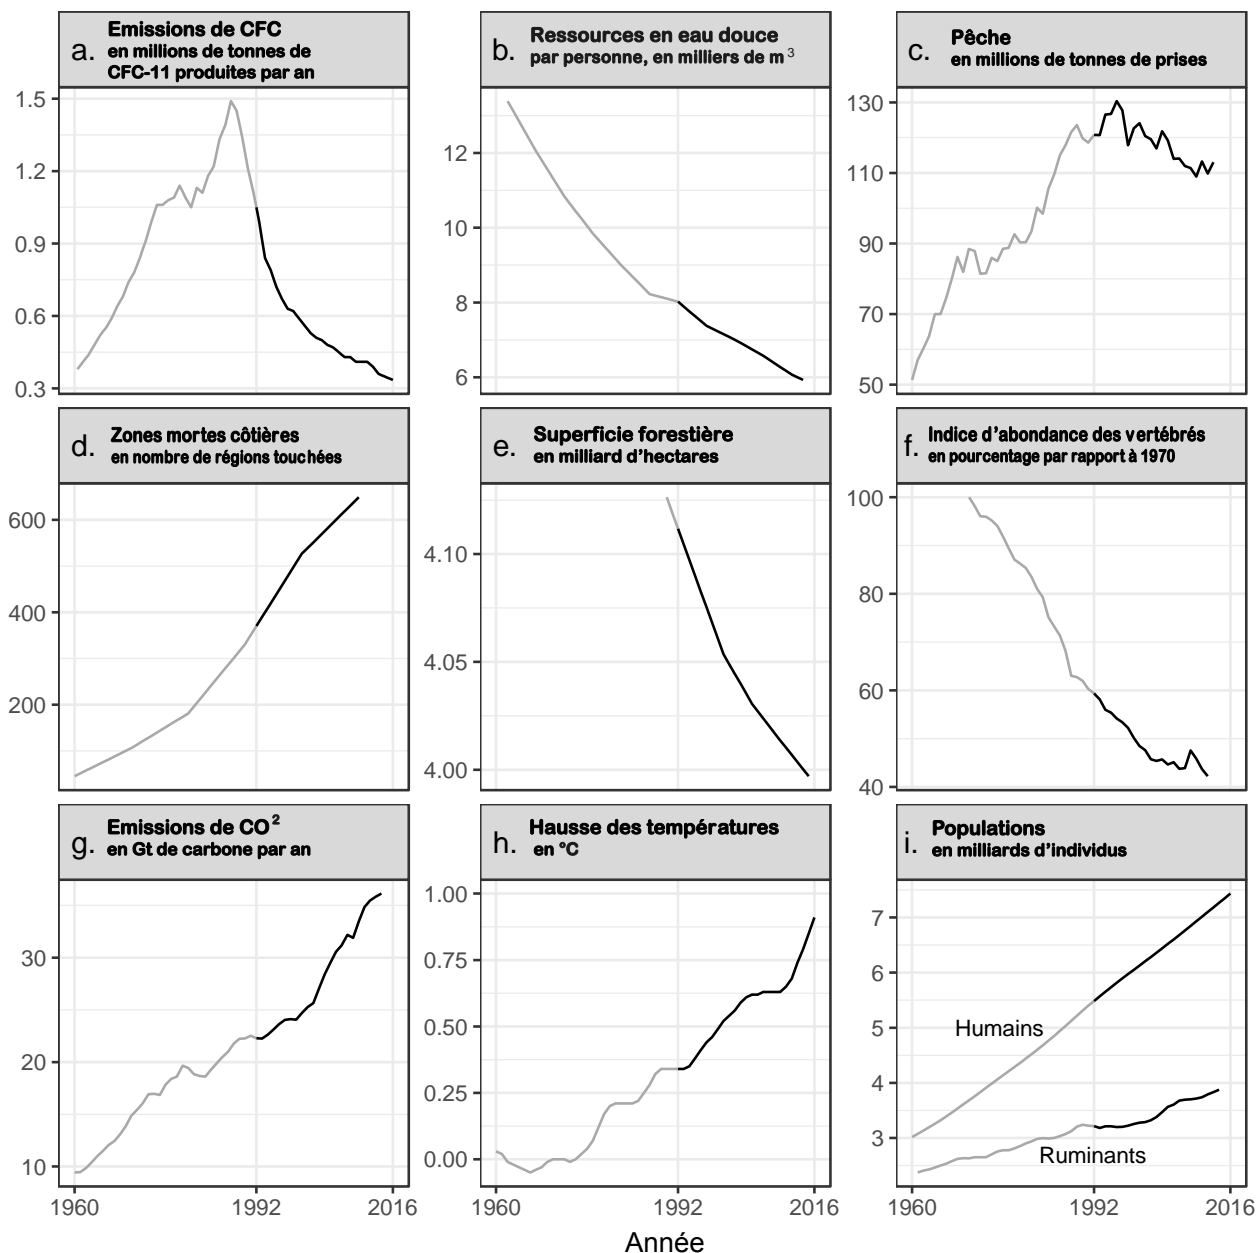 a. Emissions de CFC
en millions de tonnes de
CFC-11 produites par an
b. Ressources en eau douce
par personne, en milliers de m³
c. Pêche
en millions de tonnes de prises
1.5
1.2
0.9
0.6
0.3
12
10
8
6
130
110
90
70
50
d. Zones mortes côtières
en nombre de régions touchées
e. Superficie forestière
en milliard d'hectares
f. Indice d'abondance des vertébrés
en pourcentage par rapport à 1970
600
400
200
4.10
4.05
4.00
100
80
60
40
g. Emissions de CO²
en Gt de carbone par an
h. Hausse des températures
en °C
i. Populations
en milliards d'individus
30
20
10
1.00
0.75
0.50
0.25
0.00
7
6
5
4
3
Humains
Ruminants
1960 1992 2016
1960 1992 2016
1960 1992 2016
Année